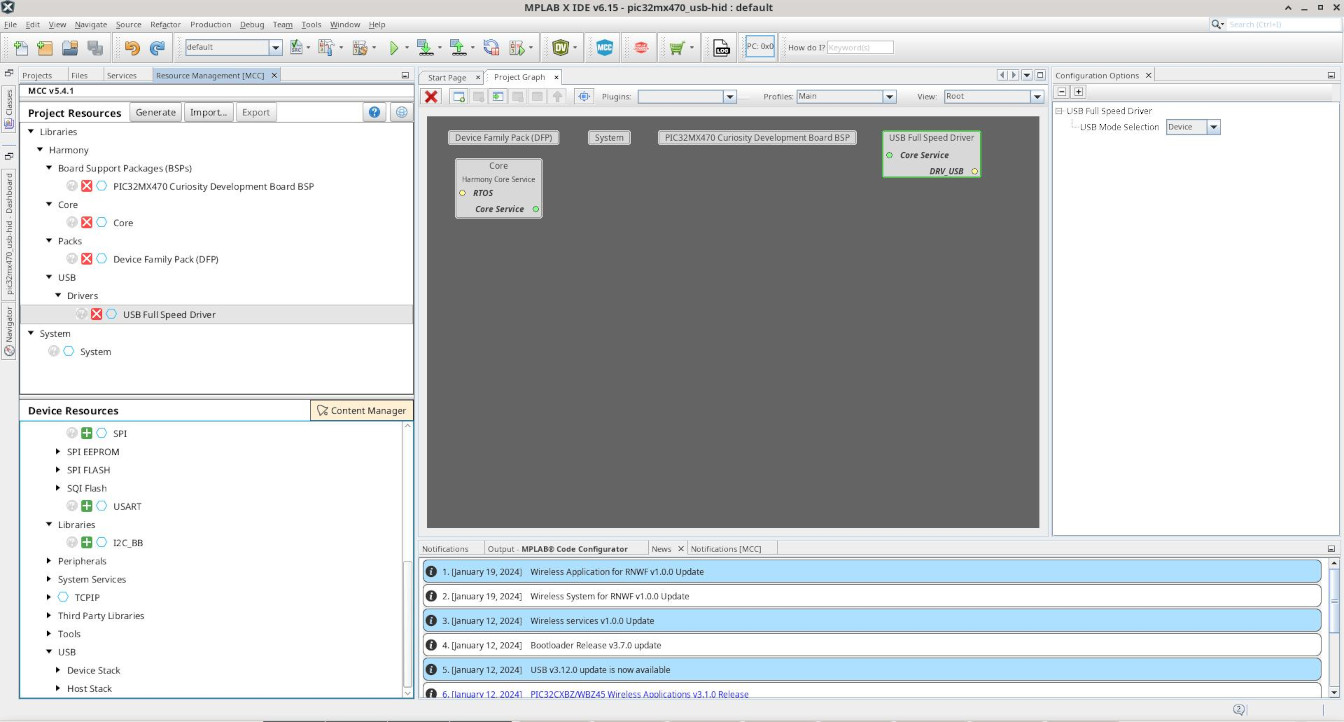 MPLAB X IDE v6.15 - pic32mx470_usb-hid : default
File Edit View Navigate Source Refactor Production Debug Team Tools Window Help
Search (Ctrl+I)
default
DV
MCC
LOG
PC: 0x0
How do I?
Keyword(s)
Projects Files Services Resource Management [MCC]
MCC v5.4.1
Project Resources Generate Import... Export
Libraries
Harmony
Board Support Packages (BSPs)
PIC32MX470 Curiosity Development Board BSP
Core
Core
Packs
Device Family Pack (DFP)
USB
Drivers
USB Full Speed Driver
System
System
Classes
pic32mx470_usb-hid - Dashboard
Navigator
Device Resources
Content Manager
SPI
SPI EEPROM
SPI FLASH
SQI Flash
USART
Libraries
I2C_BB
Peripherals
System Services
TCPIP
Third Party Libraries
Tools
USB
Device Stack
Host Stack
Start Page Project Graph
Plugins: Profiles: Main View: Root
Device Family Pack (DFP) System PIC32MX470 Curiosity Development Board BSP
USB Full Speed Driver
Core Service
DRV_USB
Core
Harmony Core Service
RTOS
Core Service
Configuration Options
USB Full Speed Driver
USB Mode Selection Device
Notifications Output - MPLAB® Code Configurator News Notifications [MCC]
1. [January 19, 2024] Wireless Application for RNWF v1.0.0 Update
2. [January 19, 2024] Wireless System for RNWF v1.0.0 Update
3. [January 12, 2024] Wireless services v1.0.0 Update
4. [January 12, 2024] Bootloader Release v3.7.0 update
5. [January 12, 2024] USB v3.12.0 update is now available
6. [January 12, 2024] PIC32CXBZ/WBZ45 Wireless Applications v3.1.0 Release